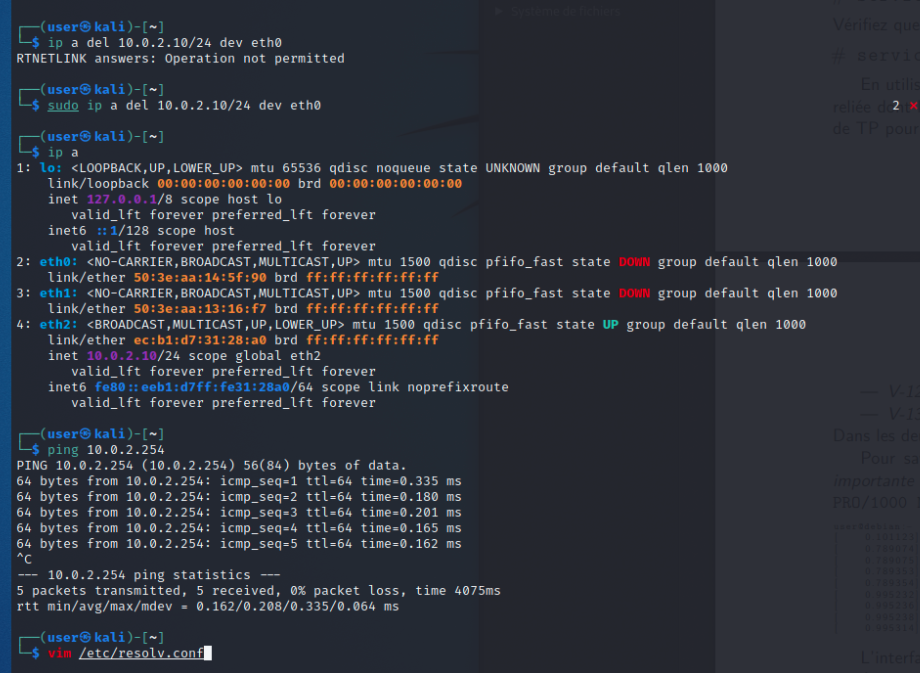 ┌──(user㉿kali)-[~]
└─$ ip a del 10.0.2.10/24 dev eth0
RTNETLINK answers: Operation not permitted
┌──(user㉿kali)-[~]
└─$ sudo ip a del 10.0.2.10/24 dev eth0
2 ×
┌──(user㉿kali)-[~]
└─$ ip a
1: lo: <LOOPBACK,UP,LOWER_UP> mtu 65536 qdisc noqueue state UNKNOWN group default qlen 1000
link/loopback 00:00:00:00:00:00 brd 00:00:00:00:00:00
inet 127.0.0.1/8 scope host lo
valid_lft forever preferred_lft forever
inet6 ::1/128 scope host
valid_lft forever preferred_lft forever
2: eth0: <NO-CARRIER,BROADCAST,MULTICAST,UP> mtu 1500 qdisc pfifo_fast state DOWN group default qlen 1000
link/ether 50:3e:aa:14:5f:90 brd ff:ff:ff:ff:ff:ff
3: eth1: <NO-CARRIER,BROADCAST,MULTICAST,UP> mtu 1500 qdisc pfifo_fast state DOWN group default qlen 1000
link/ether 50:3e:aa:13:16:f7 brd ff:ff:ff:ff:ff:ff
4: eth2: <BROADCAST,MULTICAST,UP,LOWER_UP> mtu 1500 qdisc pfifo_fast state UP group default qlen 1000
link/ether ec:b1:d7:31:28:a0 brd ff:ff:ff:ff:ff:ff
inet 10.0.2.10/24 scope global eth2
valid_lft forever preferred_lft forever
inet6 fe80::eeb1:d7ff:fe31:28a0/64 scope link noprefixroute
valid_lft forever preferred_lft forever
┌──(user㉿kali)-[~]
└─$ ping 10.0.2.254
PING 10.0.2.254 (10.0.2.254) 56(84) bytes of data.
64 bytes from 10.0.2.254: icmp_seq=1 ttl=64 time=0.335 ms
64 bytes from 10.0.2.254: icmp_seq=2 ttl=64 time=0.180 ms
64 bytes from 10.0.2.254: icmp_seq=3 ttl=64 time=0.201 ms
64 bytes from 10.0.2.254: icmp_seq=4 ttl=64 time=0.165 ms
64 bytes from 10.0.2.254: icmp_seq=5 ttl=64 time=0.162 ms
^C
--- 10.0.2.254 ping statistics ---
5 packets transmitted, 5 received, 0% packet loss, time 4075ms
rtt min/avg/max/mdev = 0.162/0.208/0.335/0.064 ms
┌──(user㉿kali)-[~]
└─$ vim /etc/resolv.conf
Système de fichiers
Vérifiez que
# servic
En utilis
reliée dont
de TP pour
— V-12
— V-13
Dans les de
Pour sa
importante
PRO/1000
L'interfa